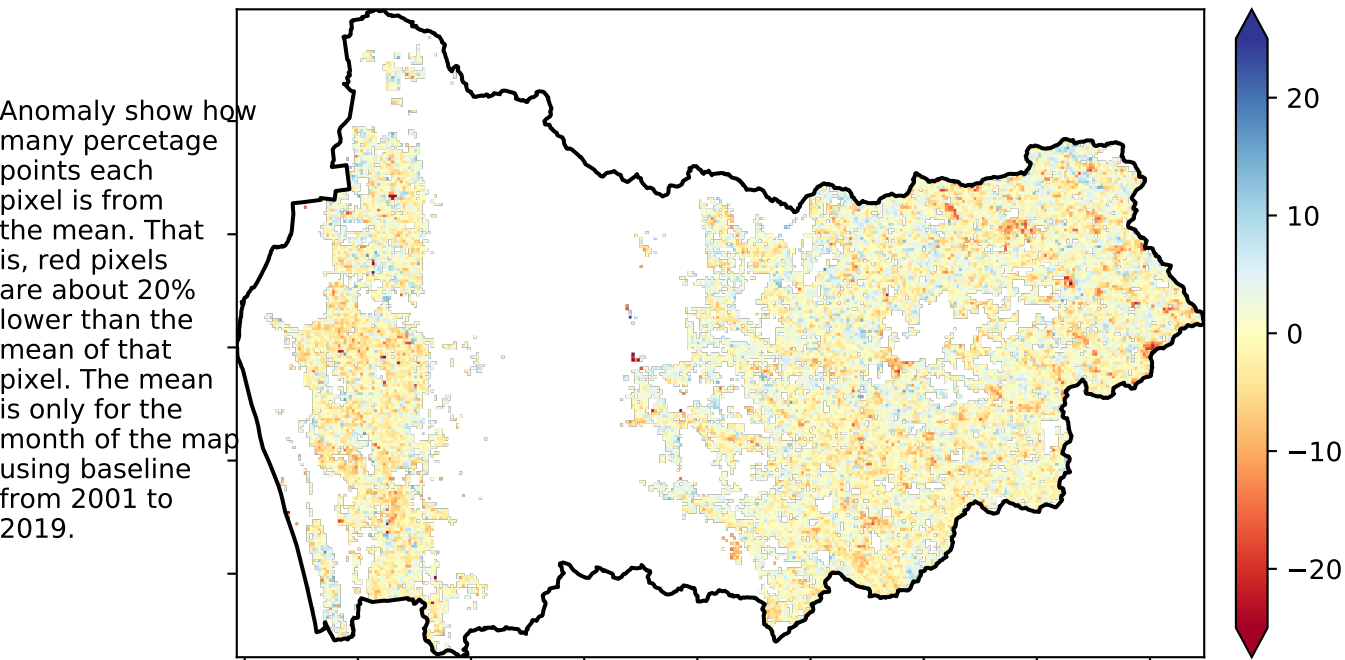 Anomaly show how
many percetage
points each
pixel is from
the mean. That
is, red pixels
are about 20%
lower than the
mean of that
pixel. The mean
is only for the
month of the map
using baseline
from 2001 to
2019.
20
10
0
−10
−20